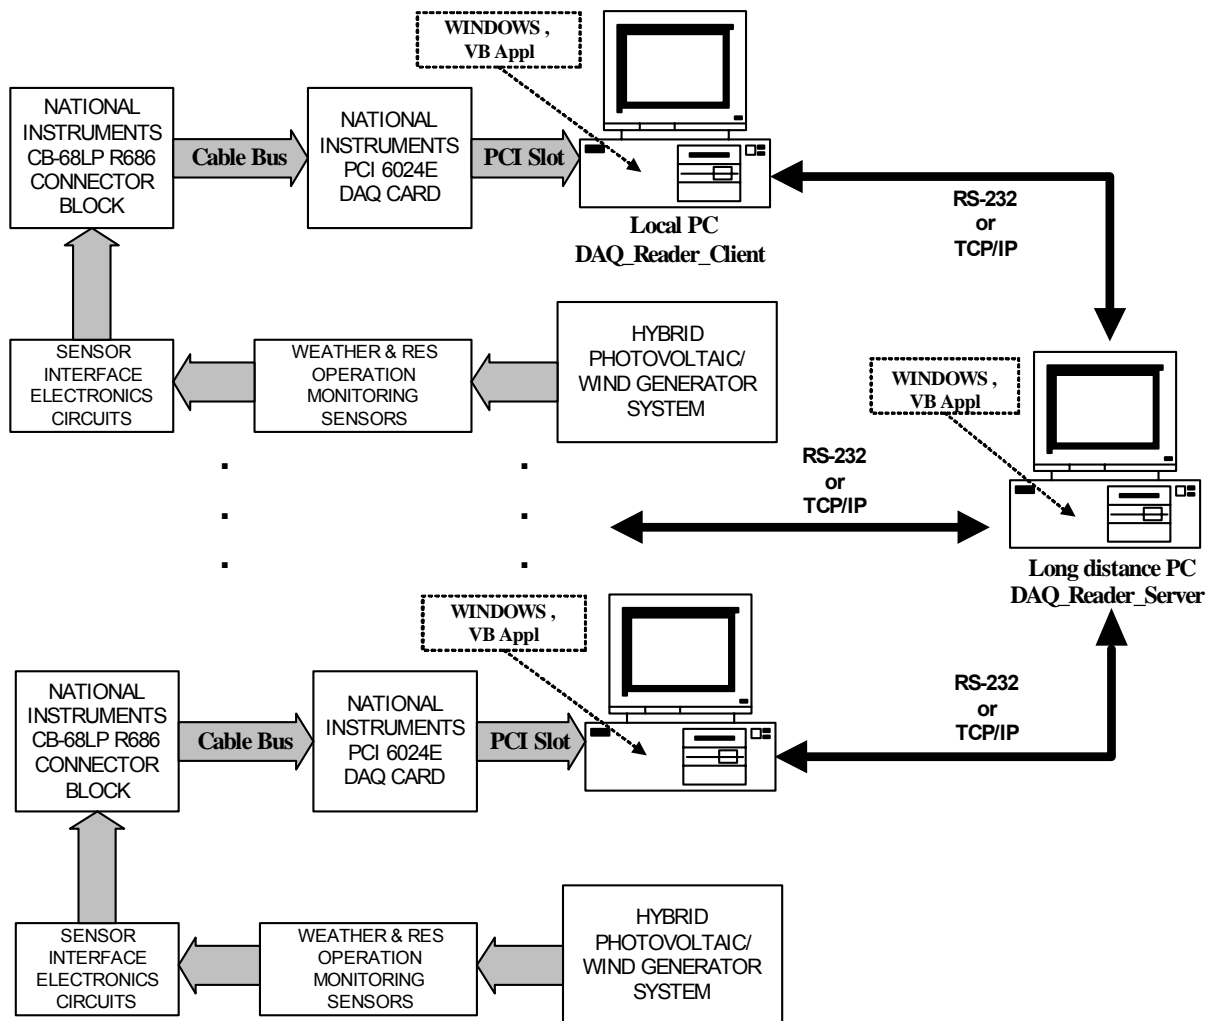 WINDOWS ,
VB Appl
NATIONAL
INSTRUMENTS
CB-68LP R686
CONNECTOR
BLOCK
Cable Bus
NATIONAL
INSTRUMENTS
PCI 6024E
DAQ CARD
PCI Slot
Local PC
DAQ_Reader_Client
RS-232
or
TCP/IP
SENSOR
INTERFACE
ELECTRONICS
CIRCUITS
WEATHER & RES
OPERATION
MONITORING
SENSORS
HYBRID
PHOTOVOLTAIC/
WIND GENERATOR
SYSTEM
WINDOWS ,
VB Appl
RS-232
or
TCP/IP
Long distance PC
DAQ_Reader_Server
WINDOWS ,
VB Appl
NATIONAL
INSTRUMENTS
CB-68LP R686
CONNECTOR
BLOCK
Cable Bus
NATIONAL
INSTRUMENTS
PCI 6024E
DAQ CARD
PCI Slot
RS-232
or
TCP/IP
SENSOR
INTERFACE
ELECTRONICS
CIRCUITS
WEATHER & RES
OPERATION
MONITORING
SENSORS
HYBRID
PHOTOVOLTAIC/
WIND GENERATOR
SYSTEM